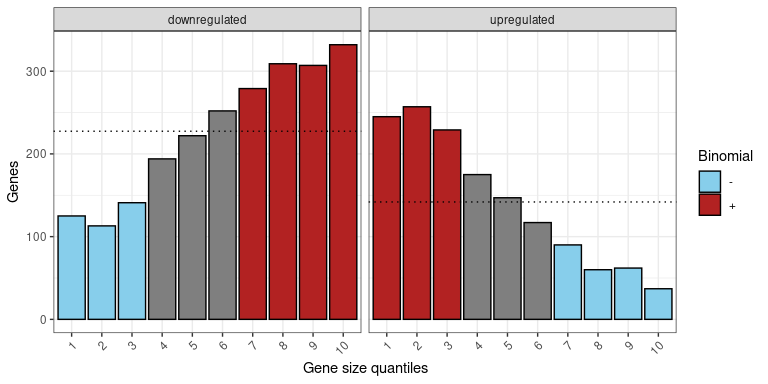 downregulated
upregulated
Genes
300
200
100
0
1 2 3 4 5 6 7 8 9 10
1 2 3 4 5 6 7 8 9 10
Gene size quantiles
Binomial
-
+